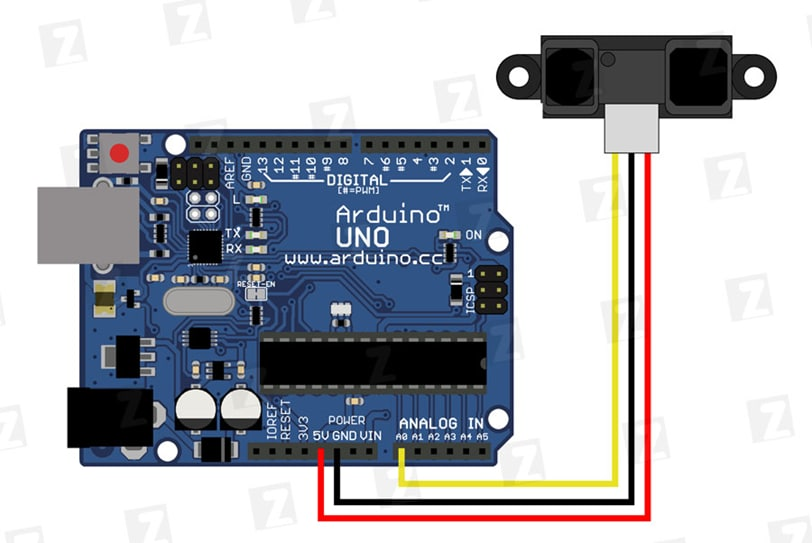 AREF
GND
13
12
#11
#10
#9
8
7
#6
#5
4
#3
2
TX▶1
RX◀0
DIGITAL
[#=PWM]
L
TX
RX
Arduino™
UNO
www.arduino.cc
ON
RESET-EN
1
ICSP
IOREF
RESET
3V3
POWER
5V GND VIN
ANALOG IN
A0 A1 A2 A3 A4 A5
Z